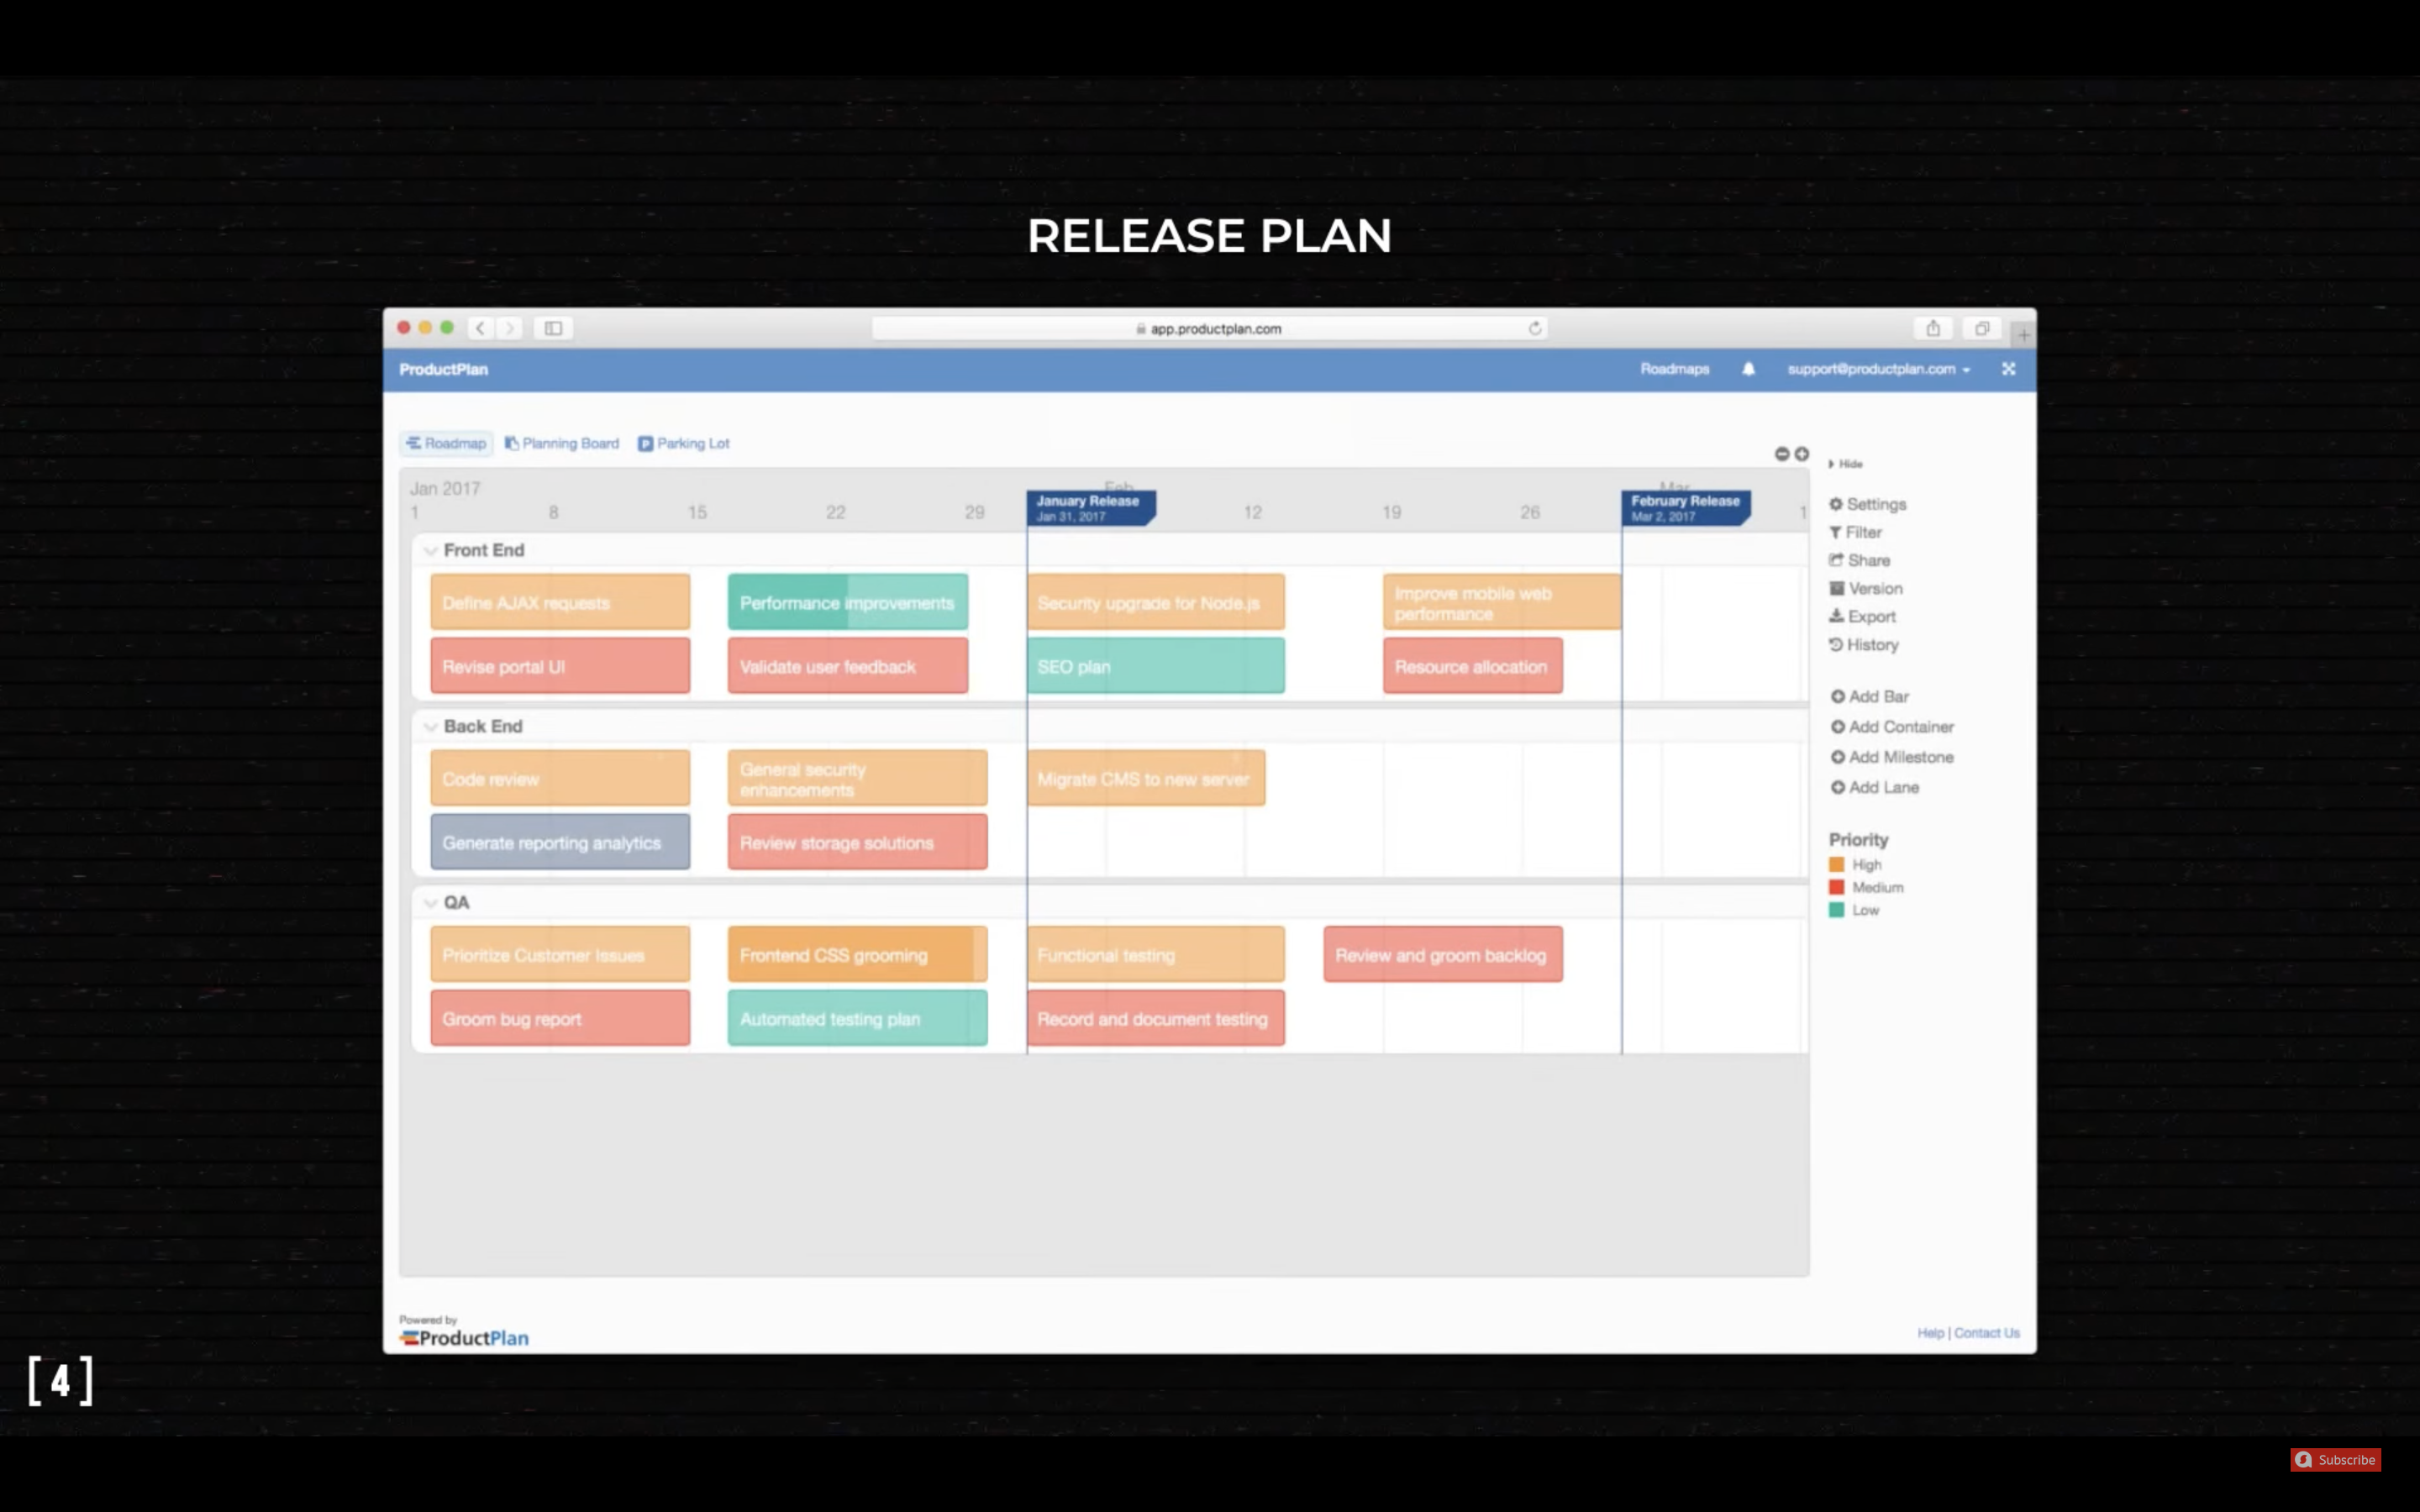 RELEASE PLAN
app.productplan.com
ProductPlan
Roadmaps
support@productplan.com
Roadmap
Planning Board
Parking Lot
Hide
Jan 2017
Feb
Mar
1
8
15
22
29
January Release
Jan 31, 2017
12
19
26
February Release
Mar 2, 2017
1
Settings
Filter
Share
Version
Export
History
Add Bar
Add Container
Add Milestone
Add Lane
Priority
High
Medium
Low
Front End
Define AJAX requests
Performance improvements
Security upgrade for Node.js
Improve mobile web
performance
Revise portal UI
Validate user feedback
SEO plan
Resource allocation
Back End
Code review
General security
enhancements
Migrate CMS to new server
Generate reporting analytics
Review storage solutions
QA
Prioritize Customer Issues
Frontend CSS grooming
Functional testing
Review and groom backlog
Groom bug report
Automated testing plan
Record and document testing
Powered by
ProductPlan
Help | Contact Us
[4]
Subscribe